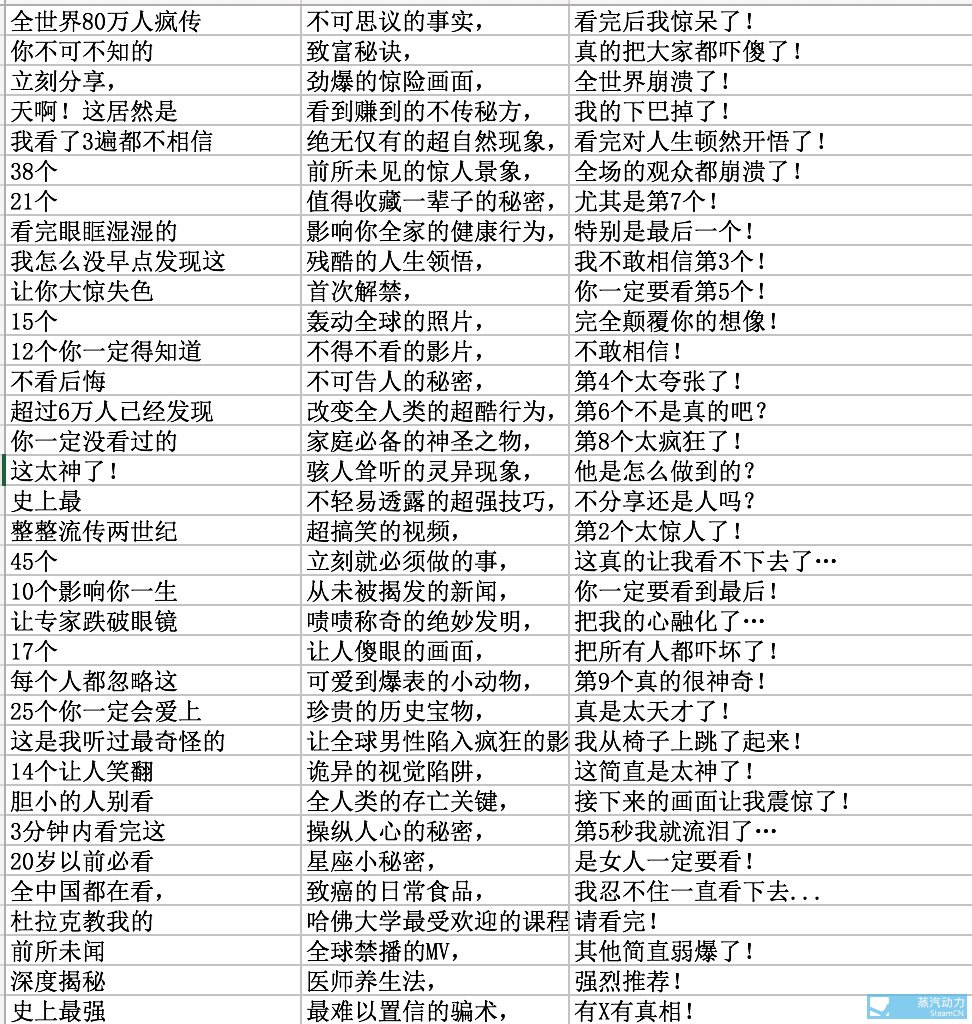 全世界80万人疯传 不可思议的事实， 看完后我惊呆了！
你不可不知的 致富秘诀， 真的把大家都吓傻了！
立刻分享， 劲爆的惊险画面， 全世界崩溃了！
天啊！这居然是 看到赚到的不传秘方， 我的下巴掉了！
我看了3遍都不相信 绝无仅有的超自然现象， 看完对人生顿然开悟了！
38个 前所未见的惊人景象， 全场的观众都崩溃了！
21个 值得收藏一辈子的秘密， 尤其是第7个！
看完眼眶湿湿的 影响你全家的健康行为， 特别是最后一个！
我怎么没早点发现这 残酷的人生领悟， 我不敢相信第3个！
让你大惊失色 首次解禁， 你一定要看第5个！
15个 轰动全球的照片， 完全颠覆你的想像！
12个你一定得知道 不得不看的影片， 不敢相信！
不看后悔 不可告人的秘密， 第4个太夸张了！
超过6万人已经发现 改变全人类的超酷行为， 第6个不是真的吧？
你一定没看过的 家庭必备的神圣之物， 第8个太疯狂了！
这太神了！ 骇人耸听的灵异现象， 他是怎么做到的？
史上最 不轻易透露的超强技巧， 不分享还是人吗？
整整流传两世纪 超搞笑的视频， 第2个太惊人了！
45个 立刻就必须做的事， 这真的让我看不下去了…
10个影响你一生 从未被揭发的新闻， 你一定要看到最后！
让专家跌破眼镜 啧啧称奇的绝妙发明， 把我的心融化了…
17个 让人傻眼的画面， 把所有人都吓坏了！
每个人都忽略这 可爱到爆表的小动物， 第9个真的很神奇！
25个你一定会爱上 珍贵的历史宝物， 真是太天才了！
这是我听过最奇怪的 让全球男性陷入疯狂的影 我从椅子上跳了起来！
14个让人笑翻 诡异的视觉陷阱， 这简直是太神了！
胆小的人别看 全人类的存亡关键， 接下来的画面让我震惊了！
3分钟内看完这 操纵人心的秘密， 第5秒我就流泪了…
20岁以前必看 星座小秘密， 是女人一定要看！
全中国都在看， 致癌的日常食品， 我忍不住一直看下去...
杜拉克教我的 哈佛大学最受欢迎的课程 请看完！
前所未闻 全球禁播的MV， 其他简直弱爆了！
深度揭秘 医师养生法， 强烈推荐！
史上最强 最难以置信的骗术， 有X有真相！
蒸汽动力
SteamCN